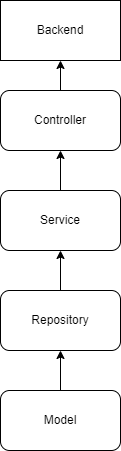 Backend
Controller
Service
Repository
Model